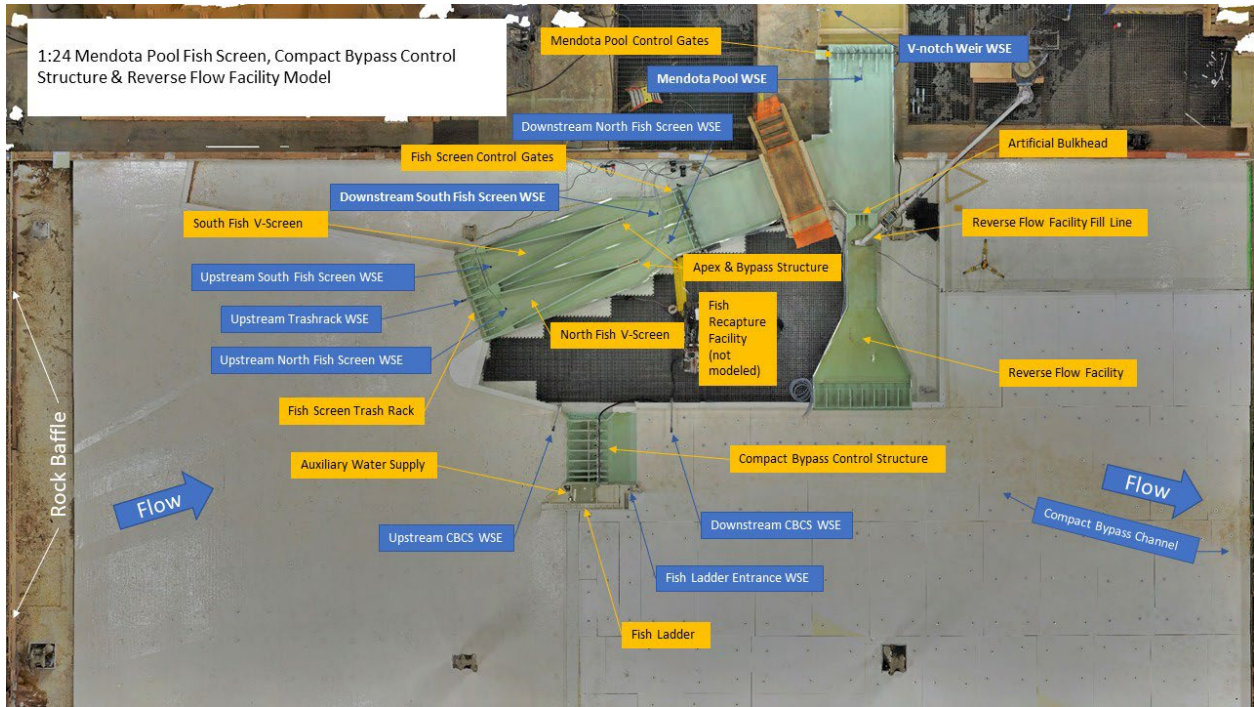 1:24 Mendota Pool Fish Screen, Compact Bypass Control
Structure & Reverse Flow Facility Model
Mendota Pool Control Gates
V-notch Weir WSE
Mendota Pool WSE
Downstream North Fish Screen WSE
Fish Screen Control Gates
Artificial Bulkhead
Downstream South Fish Screen WSE
South Fish V-Screen
Reverse Flow Facility Fill Line
Upstream South Fish Screen WSE
Apex & Bypass Structure
Upstream Trashrack WSE
North Fish V-Screen
Fish
Recapture
Facility
(not
modeled)
Upstream North Fish Screen WSE
Reverse Flow Facility
Fish Screen Trash Rack
Rock Baffle
Auxiliary Water Supply
Compact Bypass Control Structure
Flow
Flow
Upstream CBCS WSE
Downstream CBCS WSE
Compact Bypass Channel
Fish Ladder Entrance WSE
Fish Ladder